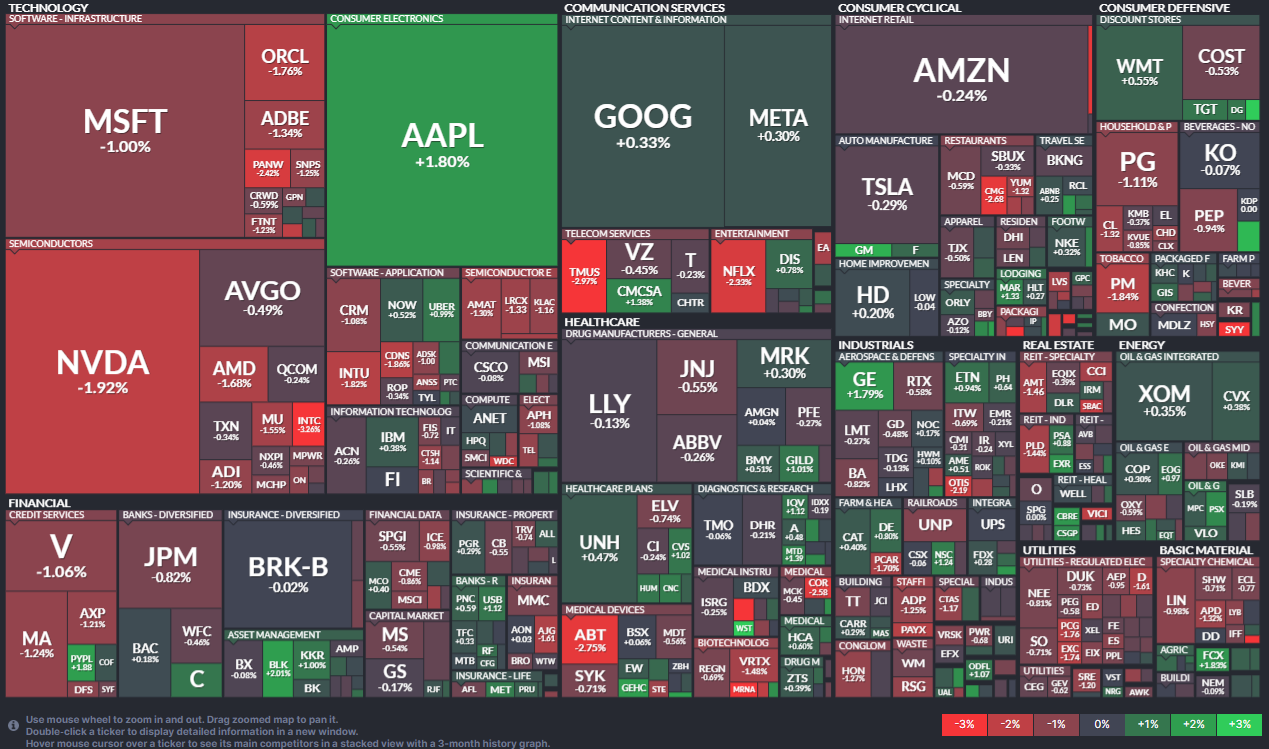 TECHNOLOGY
SOFTWARE - INFRASTRUCTURE
MSFT
-1.00%
ORCL
-1.76%
ADBE
-1.34%
PANW
-2.42%
SNPS
-1.25%
CRWD
-0.59%
GPN
FTNT
-1.23%
CONSUMER ELECTRONICS
AAPL
+1.80%
SEMICONDUCTORS
NVDA
-1.92%
AVGO
-0.49%
AMD
-1.68%
QCOM
-0.24%
TXN
-0.34%
MU
-1.55%
INTC
-3.26%
ADI
-1.20%
NXPI
-0.46%
MPWR
MCHP
ON
SOFTWARE - APPLICATION
CRM
-1.08%
NOW
+0.52%
UBER
+0.99%
INTU
-1.82%
CDNS
-1.86%
ADSK
-1.00
ROP
-0.34%
ANSS
PTC
TYL
SEMICONDUCTOR E
AMAT
-1.30%
LRCX
-1.33
KLAC
-1.16
COMMUNICATION E
CSCO
-0.08%
MSI
INFORMATION TECHNOLOG
ACN
-0.26%
IBM
+0.38%
FIS
-0.72
IT
CTSH
-1.14
FI
BR
COMPUTE
ANET
HPQ
SMCI
WDC
ELECT
APH
-1.08%
TEL
SCIENTIFIC &
COMMUNICATION SERVICES
INTERNET CONTENT & INFORMATION
GOOG
+0.33%
META
+0.30%
TELECOM SERVICES
TMUS
-2.97%
VZ
-0.45%
T
-0.23%
CMCSA
+1.38%
CHTR
ENTERTAINMENT
NFLX
-2.33%
DIS
+0.78%
EA
HEALTHCARE
DRUG MANUFACTURERS - GENERAL
LLY
-0.13%
JNJ
-0.55%
MRK
+0.30%
ABBV
-0.26%
AMGN
+0.04%
PFE
-0.27%
BMY
+0.51%
GILD
+1.01%
HEALTHCARE PLANS
UNH
+0.47%
ELV
-0.74%
CI
-0.24%
CVS
+1.02
HUM
CNC
DIAGNOSTICS & RESEARCH
TMO
-0.06%
DHR
-0.21%
IQV
+1.12
IDXX
-0.19
A
+0.48
MTD
+1.39
MEDICAL INSTRU
ISRG
-0.25%
BDX
WST
MEDICAL
MCK
-0.45
COR
-2.58
MEDICAL
HCA
+0.60%
MEDICAL DEVICES
ABT
-2.75%
BSX
+0.06%
MDT
-0.56%
SYK
-0.71%
EW
ZBH
GEHC
STE
BIOTECHNOLOG
REGN
-0.69%
VRTX
-1.48%
MRNA
DRUG M
ZTS
+0.39%
CONSUMER CYCLICAL
INTERNET RETAIL
AMZN
-0.24%
AUTO MANUFACTURE
TSLA
-0.29%
GM
F
RESTAURANTS
MCD
-0.59%
SBUX
-0.33%
CMG
-2.68
YUM
-1.32
TRAVEL SE
BKNG
ABNB
+0.25
RCL
HOME IMPROVEMEN
HD
+0.20%
LOW
-0.04
APPAREL
TJX
-0.50%
RESIDEN
DHI
LEN
FOOTW
NKE
+0.32%
SPECIALTY
ORLY
AZO
-0.12%
BBY
LODGING
MAR
+1.33
HLT
+0.27
LVS
GPC
PACKAGI
IP
CONSUMER DEFENSIVE
DISCOUNT STORES
WMT
+0.55%
COST
-0.53%
TGT
DG
HOUSEHOLD & P
PG
-1.11%
CL
-1.32
KMB
-0.37%
EL
KVUE
-0.85%
CHD
CLX
BEVERAGES - NO
KO
-0.07%
PEP
-0.94%
KDP
0.00
TOBACCO
PM
-1.84%
MO
PACKAGED F
KHC
K
GIS
FARM P
BEVER
CONFECTION
MDLZ
HSY
KR
SYY
INDUSTRIALS
AEROSPACE & DEFENS
GE
+1.79%
RTX
-0.58%
LMT
-0.27%
GD
-0.48%
NOC
+0.17%
BA
-0.82%
TDG
-0.13%
HWM
+0.10%
LHX
SPECIALTY IN
ETN
+0.94%
PH
+0.64
ITW
-0.69%
EMR
-0.21%
CMI
-0.31
IR
-0.24
XYL
AME
+0.51
ROK
OTIS
-2.19
FARM & HEA
CAT
+0.40%
DE
+0.80%
PCAR
-1.70%
RAILROADS
UNP
CSX
-0.06
NSC
+1.24
INTEGRA
UPS
FDX
-0.28
BUILDING
TT
JCI
CARR
+0.29%
MAS
STAFFI
ADP
-1.25%
PAYX
SPECIAL
CTAS
-1.17
INDUS
CONGLOM
HON
-1.27%
WASTE
WM
RSG
VRSK
PWR
-0.68
URI
EFX
ODFL
+1.07
UAL
REAL ESTATE
REIT - SPECIALTY
AMT
-1.46
EQIX
-0.39%
CCI
DLR
IRM
SBAC
REIT - IND
PLD
-1.44%
PSA
+0.88
EXR
REIT -
AVB
ESS
O
SPG
0.00%
REIT - HEAL
WELL
CBRE
VICI
CSGP
ENERGY
OIL & GAS INTEGRATED
XOM
+0.35%
CVX
+0.38%
OIL & GAS E
COP
+0.30%
EOG
+0.97
OXY
-0.59%
HES
EQT
OIL & GAS MID
OKE
KMI
OIL & G
MPC
PSX
VLO
SLB
-0.19%
UTILITIES
UTILITIES - REGULATED ELEC
NEE
-0.81%
DUK
-0.73%
AEP
-0.95
D
-1.61
SO
-0.71%
PEG
-0.58
ED
PCG
-1.76
XEL
FE
ES
EXC
-1.74
EIX
PPL
UTILITIES
CEG
GEV
-0.62
SRE
-1.20
VST
NRG
AWK
BASIC MATERIAL
SPECIALTY CHEMICAL
LIN
-0.98%
SHW
-0.71%
ECL
-0.77
APD
-1.32%
LYB
DD
IFF
AGRIC
FCX
+1.83%
BUILDI
NEM
-0.09%
FINANCIAL
CREDIT SERVICES
V
-1.06%
MA
-1.24%
AXP
-1.21%
PYPL
+1.88
COF
DFS
SYF
BANKS - DIVERSIFIED
JPM
-0.82%
BAC
+0.18%
WFC
-0.46%
C
INSURANCE - DIVERSIFIED
BRK-B
-0.02%
ASSET MANAGEMENT
BX
-0.08%
BLK
+2.01%
KKR
+1.00%
AMP
BK
FINANCIAL DATA
SPGI
-0.55%
ICE
-0.98%
MCO
+0.40
CME
-0.86%
MSCI
CAPITAL MARKET
MS
-0.54%
GS
-0.17%
RJF
INSURANCE - PROPERT
PGR
+0.29%
CB
-0.55
TRV
-0.74
ALL
L
BANKS - R
PNC
+0.59
USB
+1.12
TFC
+0.33
RF
MTB
CFG
INSURAN
MMC
AON
+0.03
AJG
-1.61
BRO
WTW
INSURANCE - LIFE
AFL
MET
PRU
Use mouse wheel to zoom in and out. Drag zoomed map to pan it.
Double-click a ticker to display detailed information in a new window.
Hover mouse cursor over a ticker to see its main competitors in a stacked view with a 3-month history graph.
-3% -2% -1% 0% +1% +2% +3%